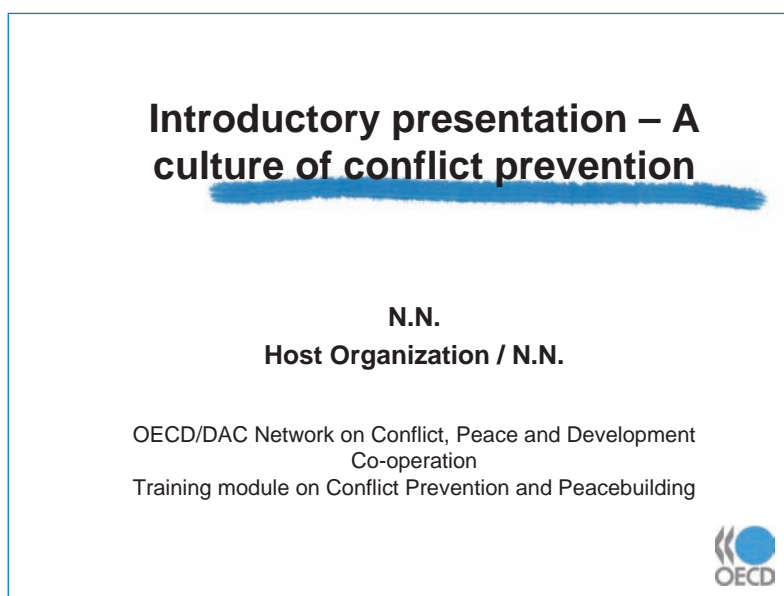 Introductory presentation – A
culture of conflict prevention
N.N.
Host Organization / N.N.
OECD/DAC Network on Conflict, Peace and Development
Co-operation
Training module on Conflict Prevention and Peacebuilding
OECD